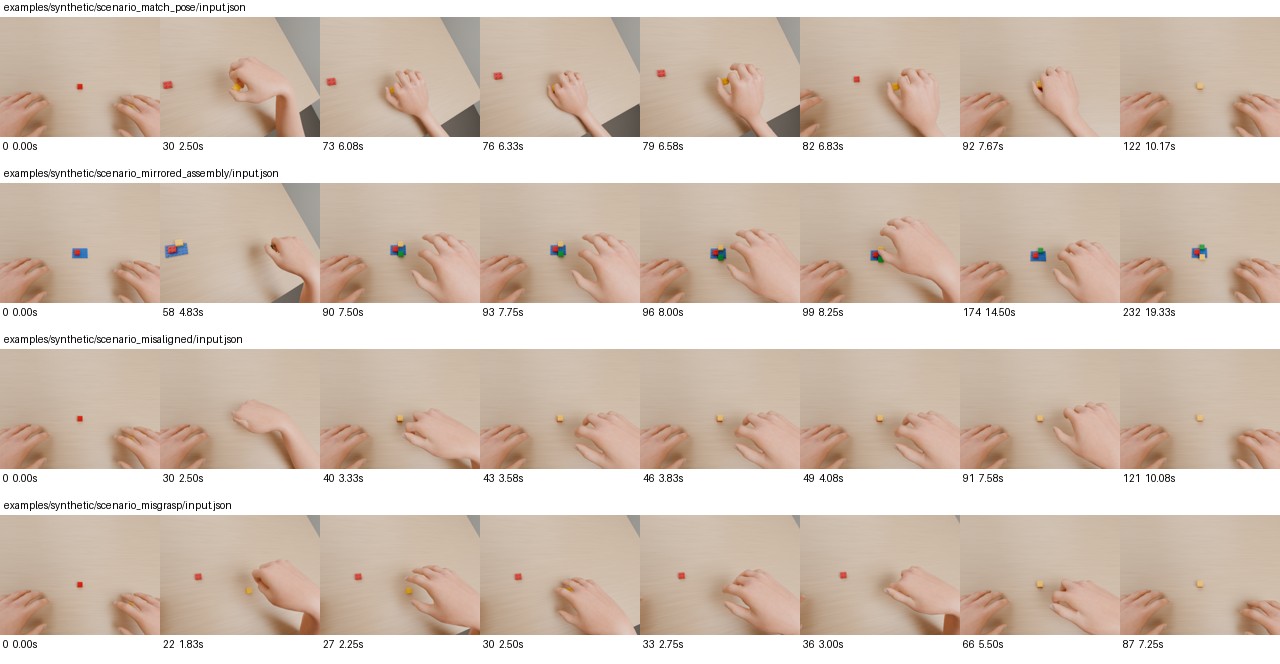 examples/synthetic/scenario_match_pose/input.json
0 0.00s 30 2.50s 73 6.08s 76 6.33s 79 6.58s 82 6.83s 92 7.67s 122 10.17s
examples/synthetic/scenario_mirrored_assembly/input.json
0 0.00s 58 4.83s 90 7.50s 93 7.75s 96 8.00s 99 8.25s 174 14.50s 232 19.33s
examples/synthetic/scenario_misaligned/input.json
0 0.00s 30 2.50s 40 3.33s 43 3.58s 46 3.83s 49 4.08s 91 7.58s 121 10.08s
examples/synthetic/scenario_misgrasp/input.json
0 0.00s 22 1.83s 27 2.25s 30 2.50s 33 2.75s 36 3.00s 66 5.50s 87 7.25s